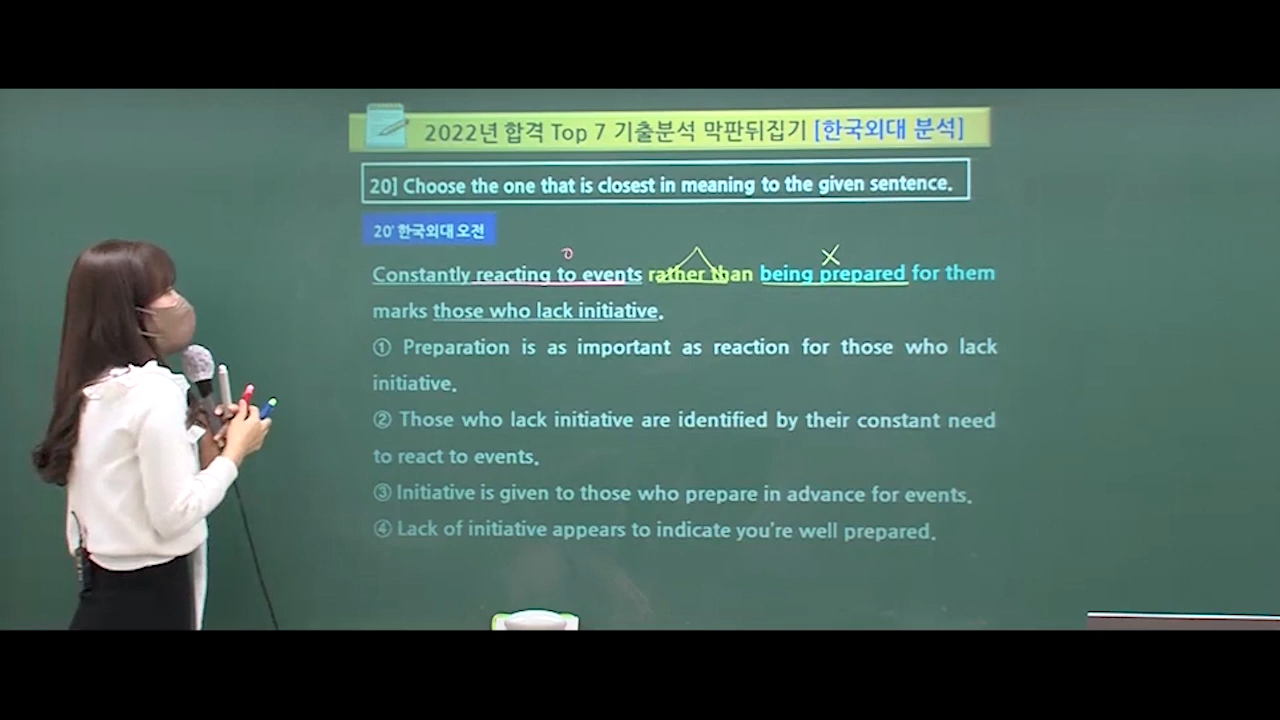 2022년 합격 Top 7 기출분석 막판뒤집기 [한국외대 분석]
20] Choose the one that is closest in meaning to the given sentence.
20' 한국외대 오전
Constantly reacting to events rather than being prepared for them
marks those who lack initiative.
① Preparation is as important as reaction for those who lack
initiative.
② Those who lack initiative are identified by their constant need
to react to events.
③ Initiative is given to those who prepare in advance for events.
④ Lack of initiative appears to indicate you're well prepared.